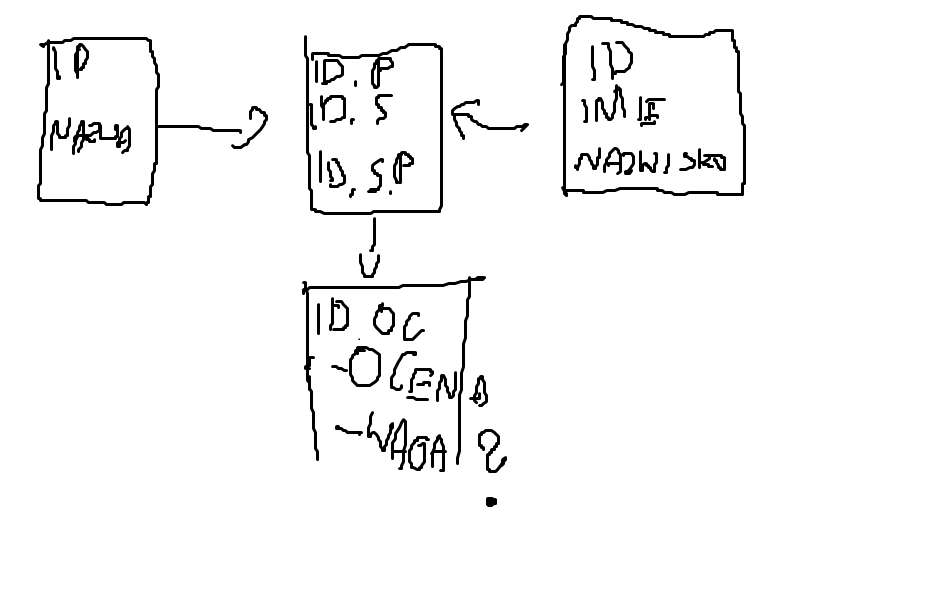 ID
NAZWA
ID. P
ID. S
ID. S.P
ID
IMIE
NAZWISKO
ID OC
-OCENA
-WAGA ?